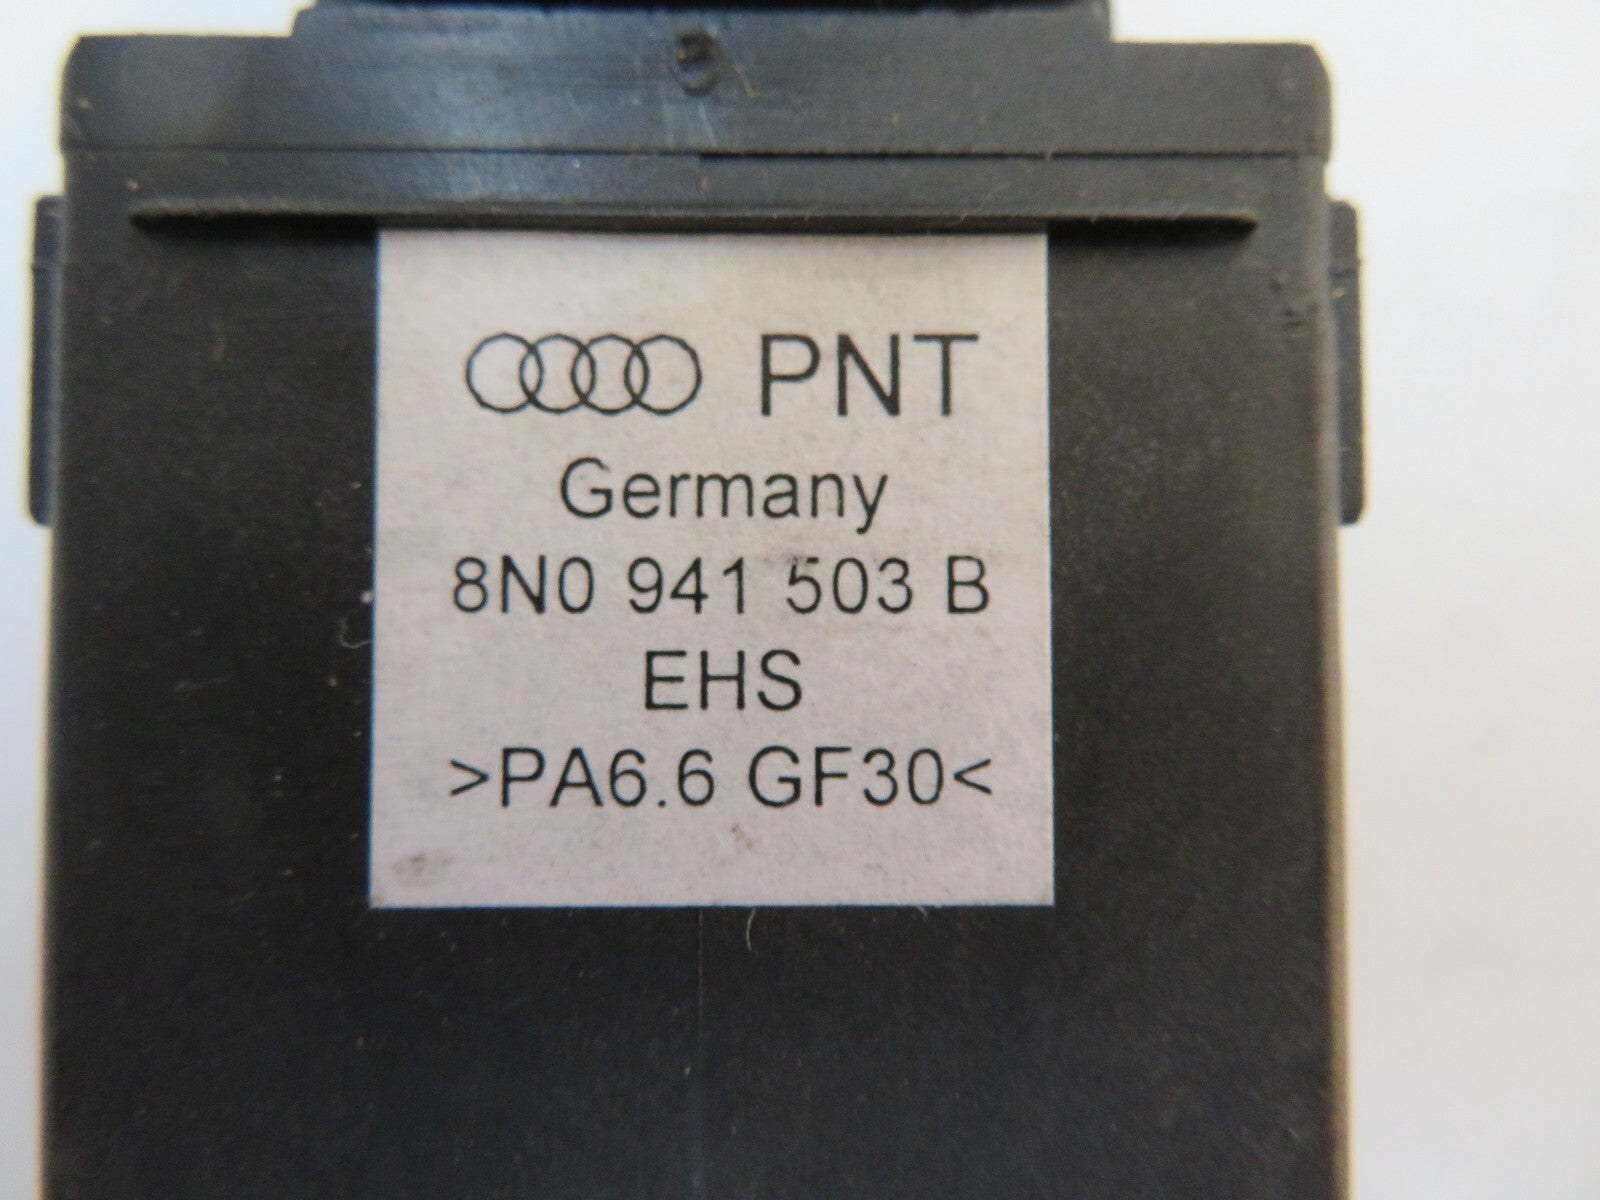 PNT
Germany
8N0 941 503 B
EHS
>PA6.6 GF30<